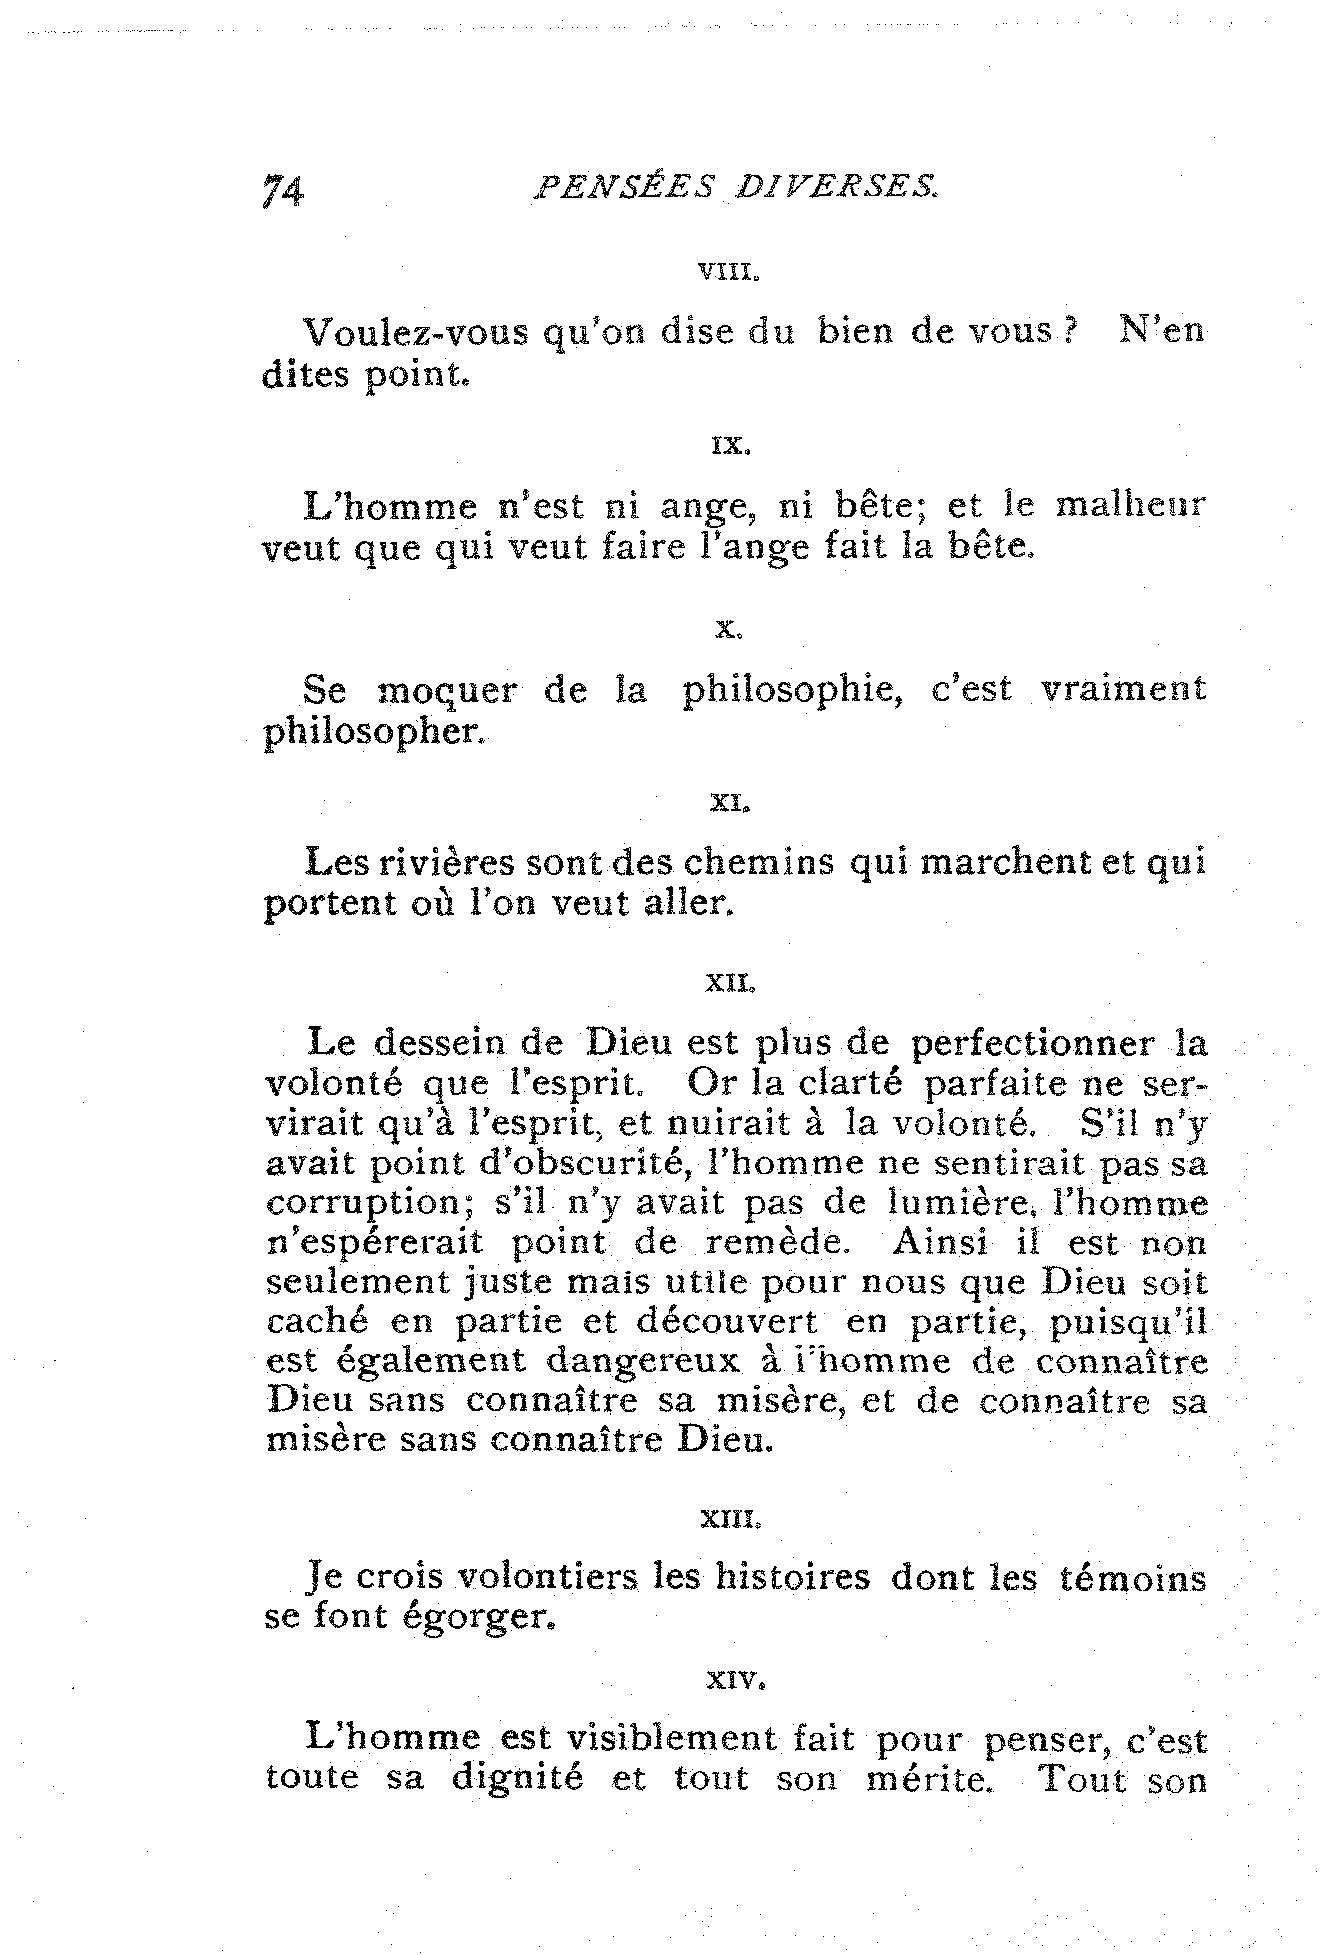 74 PENSÉES DIVERSES.
VIII.
Voulez-vous qu'on dise du bien de vous ? N'en
dites point.
IX.
L'homme n'est ni ange, ni bête; et le malheur
veut que qui veut faire l'ange fait la bête.
X.
Se moquer de la philosophie, c'est vraiment
philosopher.
XI.
Les rivières sont des chemins qui marchent et qui
portent où l'on veut aller.
XII.
Le dessein de Dieu est plus de perfectionner la
volonté que l'esprit. Or la clarté parfaite ne ser-
virait qu'à l'esprit, et nuirait à la volonté. S'il n'y
avait point d'obscurité, l'homme ne sentirait pas sa
corruption; s'il n'y avait pas de lumière, l'homme
n'espérerait point de remède. Ainsi il est non
seulement juste mais utile pour nous que Dieu soit
caché en partie et découvert en partie, puisqu'il
est également dangereux à l'homme de connaître
Dieu sans connaître sa misère, et de connaître sa
misère sans connaître Dieu.
XIII.
Je crois volontiers les histoires dont les témoins
se font égorger.
XIV.
L'homme est visiblement fait pour penser, c'est
toute sa dignité et tout son mérite. Tout son